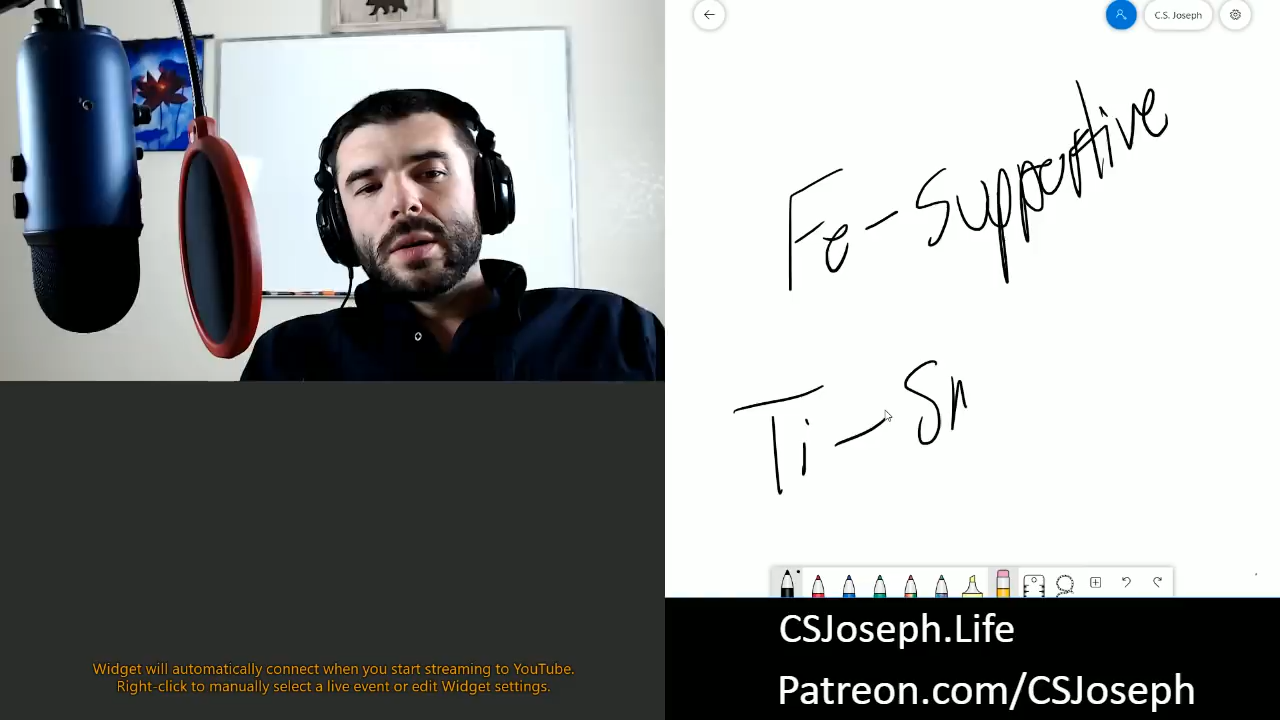 C.S. Joseph
Fe - Supportive
Ti - Sm
CSJoseph.Life
Patreon.com/CSJoseph
Widget will automatically connect when you start streaming to YouTube.
Right-click to manually select a live event or edit Widget settings.